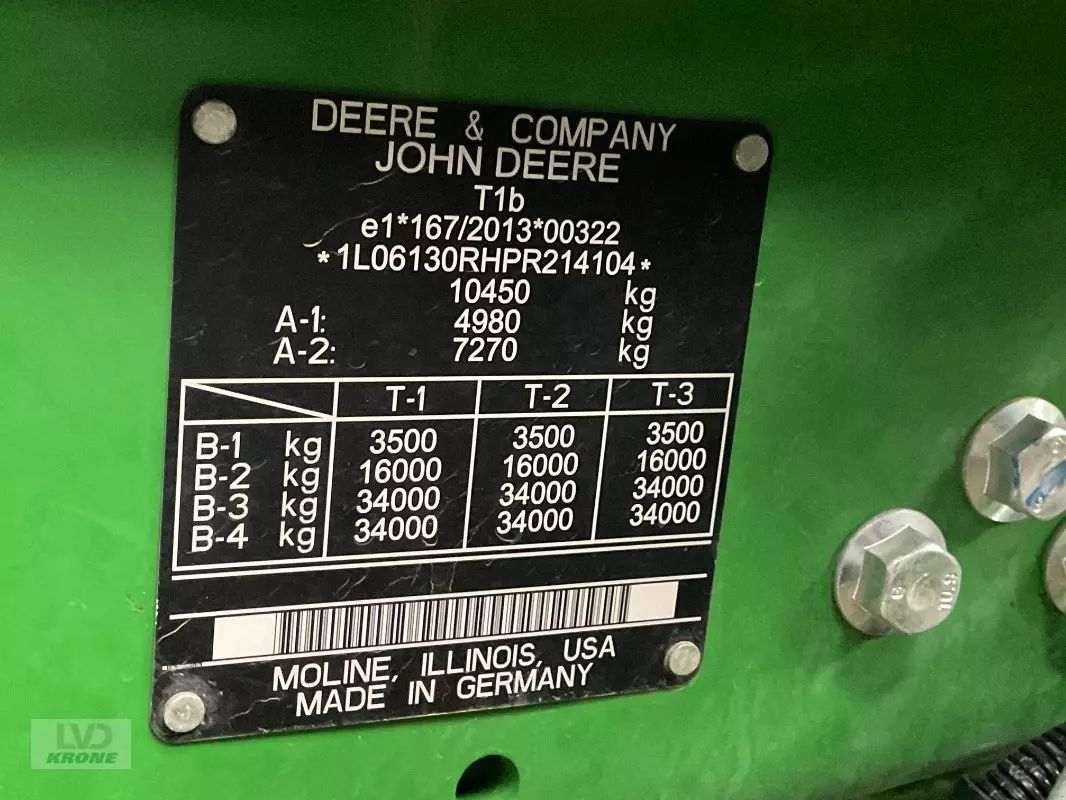 DEERE & COMPANY
JOHN DEERE
T1b
e1*167/2013*00322
*1L06130RHPR214104*
10450 kg
A-1: 4980 kg
A-2: 7270 kg
T-1 T-2 T-3
B-1 kg 3500 3500 3500
B-2 kg 16000 16000 16000
B-3 kg 34000 34000 34000
B-4 kg 34000 34000 34000
MOLINE, ILLINOIS, USA
MADE IN GERMANY
10.9
LVD
KRONE